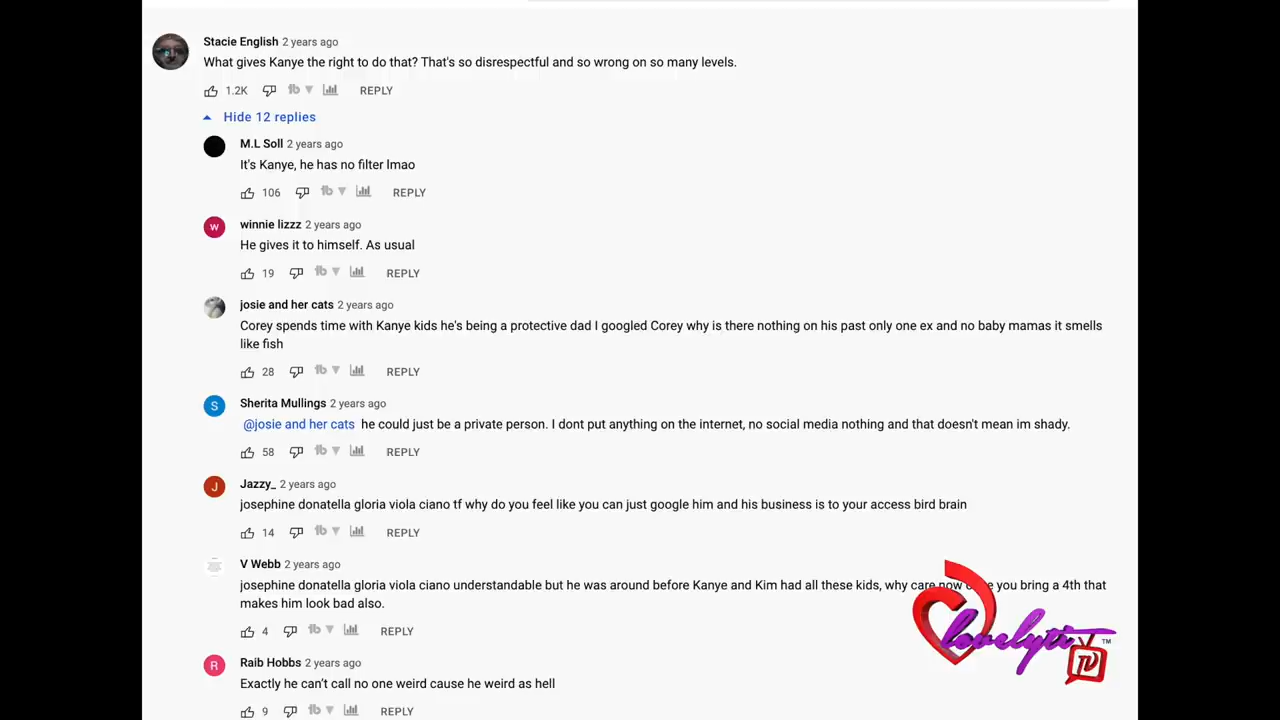 Stacie English 2 years ago
What gives Kanye the right to do that? That's so disrespectful and so wrong on so many levels.
1.2K REPLY
Hide 12 replies
M.L Soll 2 years ago
It's Kanye, he has no filter lmao
106 REPLY
W
winnie lizzz 2 years ago
He gives it to himself. As usual
19 REPLY
josie and her cats 2 years ago
Corey spends time with Kanye kids he's being a protective dad I googled Corey why is there nothing on his past only one ex and no baby mamas it smells
like fish
28 REPLY
S
Sherita Mullings 2 years ago
@josie and her cats he could just be a private person. I dont put anything on the internet, no social media nothing and that doesn't mean im shady.
58 REPLY
J
Jazzy_ 2 years ago
josephine donatella gloria viola ciano tf why do you feel like you can just google him and his business is to your access bird brain
14 REPLY
V Webb 2 years ago
josephine donatella gloria viola ciano understandable but he was around before Kanye and Kim had all these kids, why care now you bring a 4th that
makes him look bad also.
4 REPLY
lovelyti TV ™
R
Raib Hobbs 2 years ago
Exactly he can't call no one weird cause he weird as hell
9 REPLY